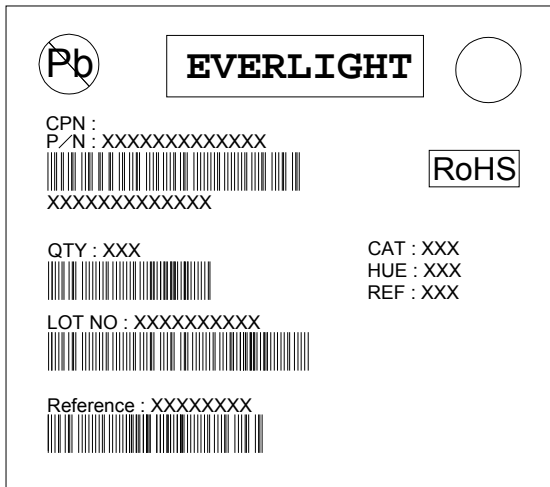 Pb
EVERLIGHT
CPN :
P/N : XXXXXXXXXXXXX
RoHS
XXXXXXXXXXXXX
QTY : XXX
CAT : XXX
HUE : XXX
REF : XXX
LOT NO : XXXXXXXXXX
Reference : XXXXXXXX